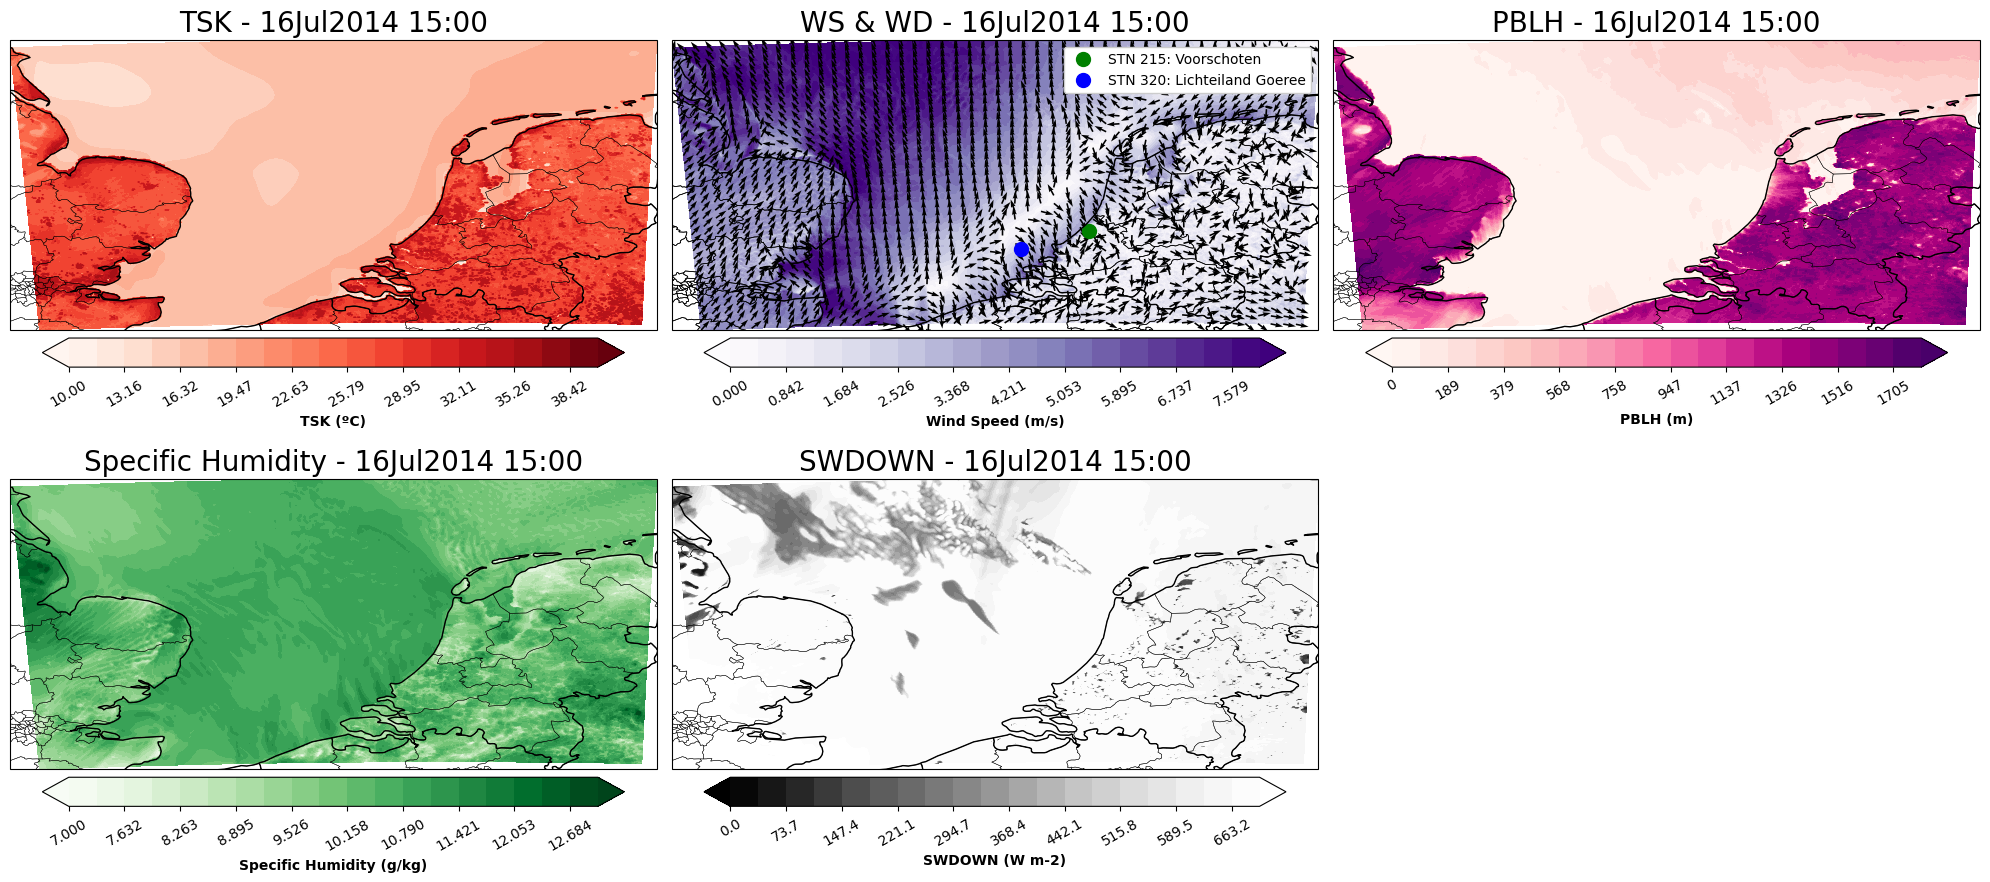 TSK - 16Jul2014 15:00
WS & WD - 16Jul2014 15:00
PBLH - 16Jul2014 15:00
STN 215: Voorschoten
STN 320: Lichteiland Goeree
10.00 13.16 16.32 19.47 22.63 25.79 28.95 32.11 35.26 38.42
TSK (ºC)
0.000 0.842 1.684 2.526 3.368 4.211 5.053 5.895 6.737 7.579
Wind Speed (m/s)
0 189 379 568 758 947 1137 1326 1516 1705
PBLH (m)
Specific Humidity - 16Jul2014 15:00
SWDOWN - 16Jul2014 15:00
7.000 7.632 8.263 8.895 9.526 10.158 10.790 11.421 12.053 12.684
Specific Humidity (g/kg)
0.0 73.7 147.4 221.1 294.7 368.4 442.1 515.8 589.5 663.2
SWDOWN (W m-2)